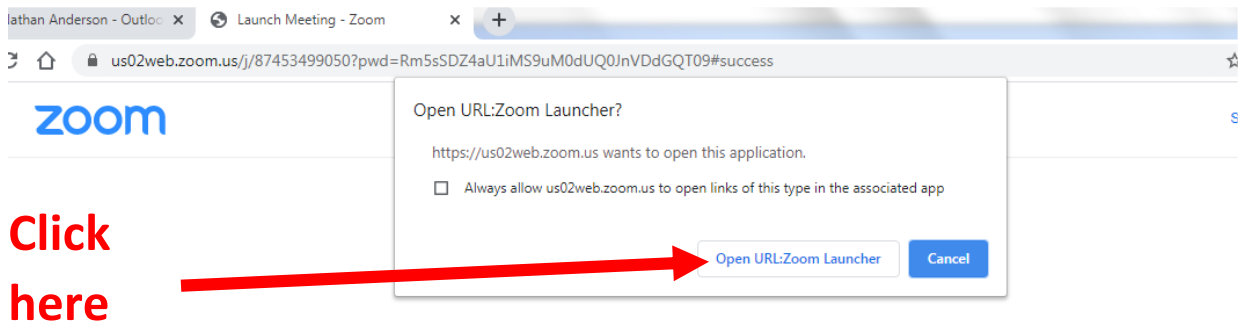 lathan Anderson - Outloo
Launch Meeting - Zoom
us02web.zoom.us/j/87453499050?pwd=Rm5sSDZ4aU1iMS9uM0dUQ0JnVDdGQT09#success
zoom
Open URL:Zoom Launcher?
https://us02web.zoom.us wants to open this application.
Always allow us02web.zoom.us to open links of this type in the associated app
Open URL:Zoom Launcher
Cancel
Click
here